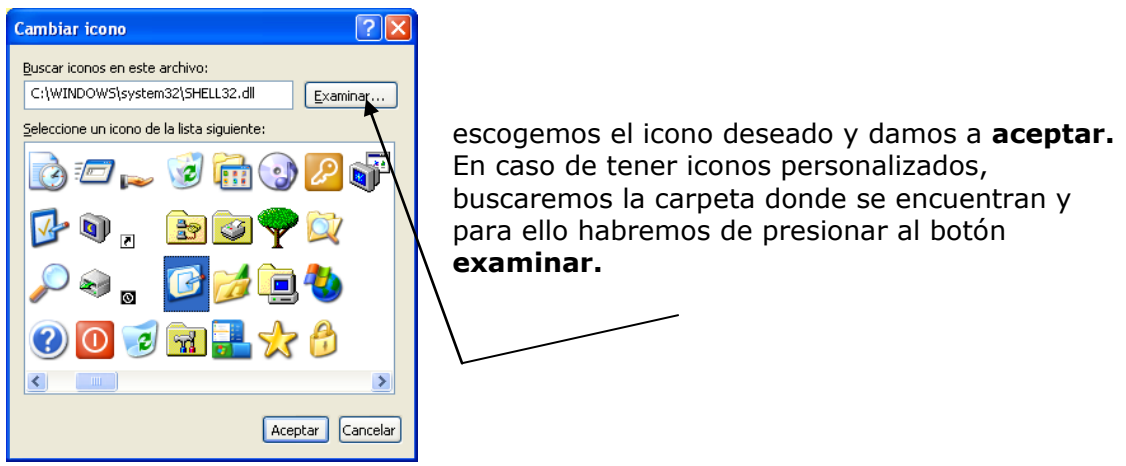 Cambiar icono
Buscar iconos en este archivo:
C:\WINDOWS\system32\SHELL32.dll
Examinar...
Seleccione un icono de la lista siguiente:
Aceptar
Cancelar
escogemos el icono deseado y damos a aceptar.
En caso de tener iconos personalizados,
buscaremos la carpeta donde se encuentran y
para ello habremos de presionar al botón
examinar.